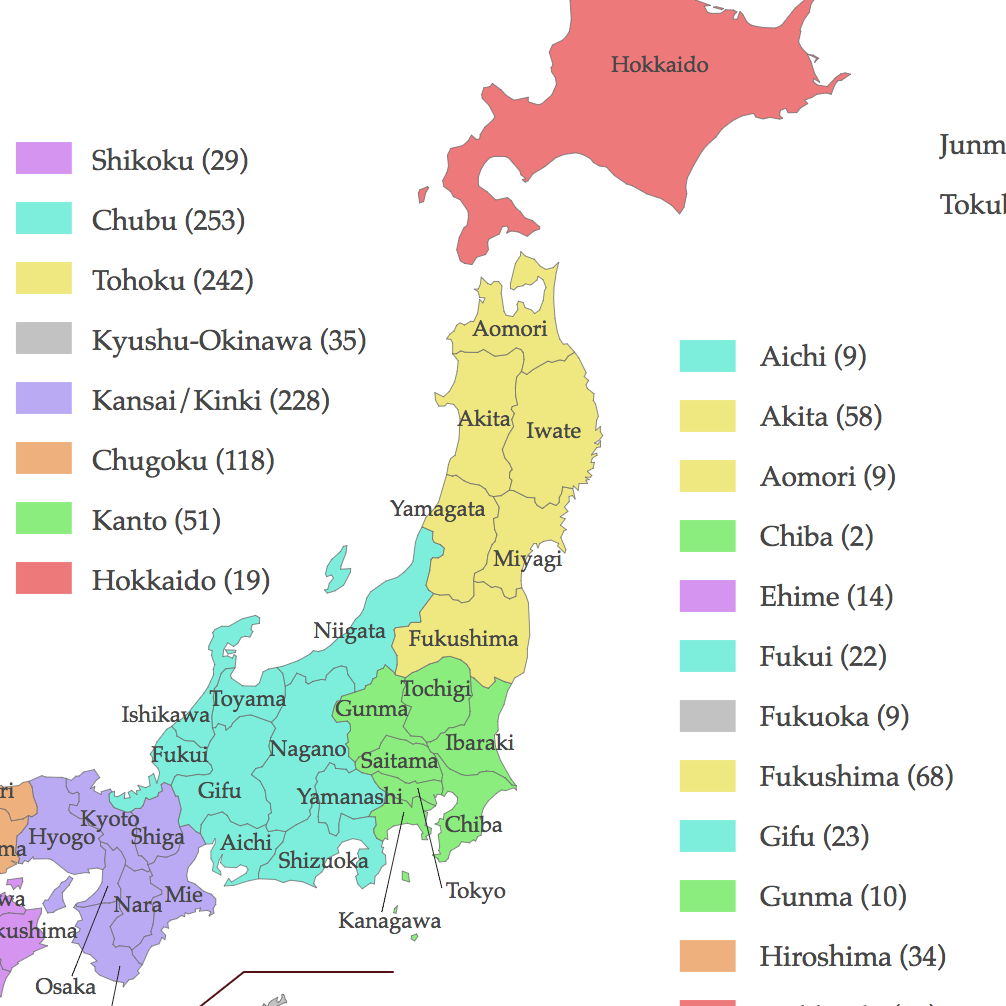 Hokkaido
Junm
Tokul
Shikoku (29)
Chubu (253)
Tohoku (242)
Kyushu-Okinawa (35)
Kansai/Kinki (228)
Chugoku (118)
Kanto (51)
Hokkaido (19)
Aomori
Akita
Iwate
Yamagata
Miyagi
Niigata
Fukushima
Tochigi
Toyama
Gunma
Ishikawa
Ibaraki
Fukui
Nagano
Saitama
Gifu
Yamanashi
ri
Kyoto
Chiba
Hyogo
Shiga
Aichi
ma
Shizuoka
Tokyo
Mie
wa
Nara
Kanagawa
kushima
Osaka
Aichi (9)
Akita (58)
Aomori (9)
Chiba (2)
Ehime (14)
Fukui (22)
Fukuoka (9)
Fukushima (68)
Gifu (23)
Gunma (10)
Hiroshima (34)